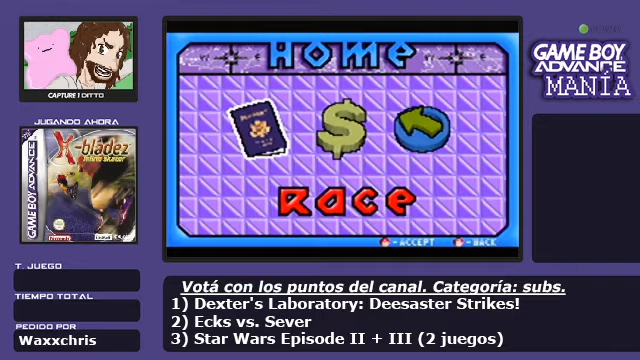 HOME
GAME BOY
ADVANCE
MANÍA
CAPTURE 1 DITTO
JUGANDO AHORA
GAME BOY ADVANCE
X-bladez
Inline Skater
RACE
-ACCEPT
-BACK
T. JUEGO
TIEMPO TOTAL
PEDIDO POR
Waxxchris
Votá con los puntos del canal. Categoría: subs.
1) Dexter's Laboratory: Deesaster Strikes!
2) Ecks vs. Sever
3) Star Wars Episode II + III (2 juegos)